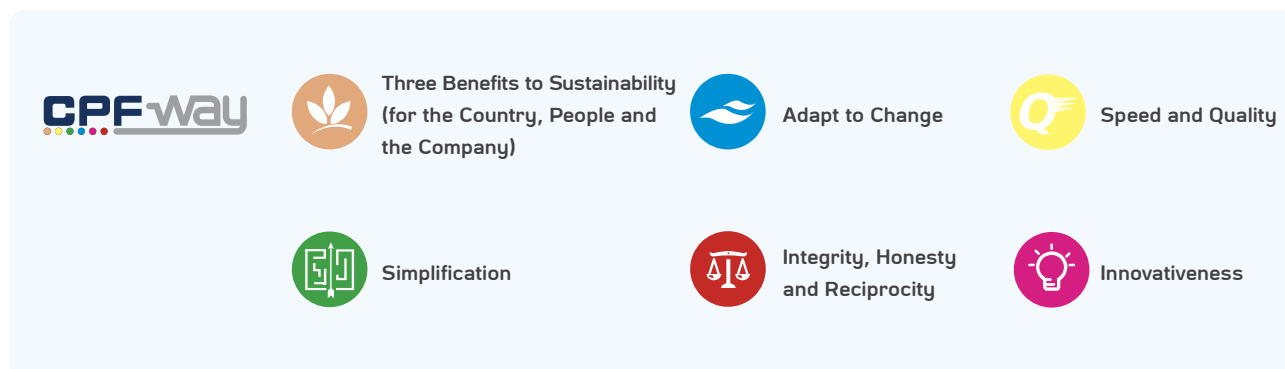 CPF way
Three Benefits to Sustainability
(for the Country, People and
the Company)
Adapt to Change
Q
Speed and Quality
Simplification
Integrity, Honesty
and Reciprocity
Innovativeness